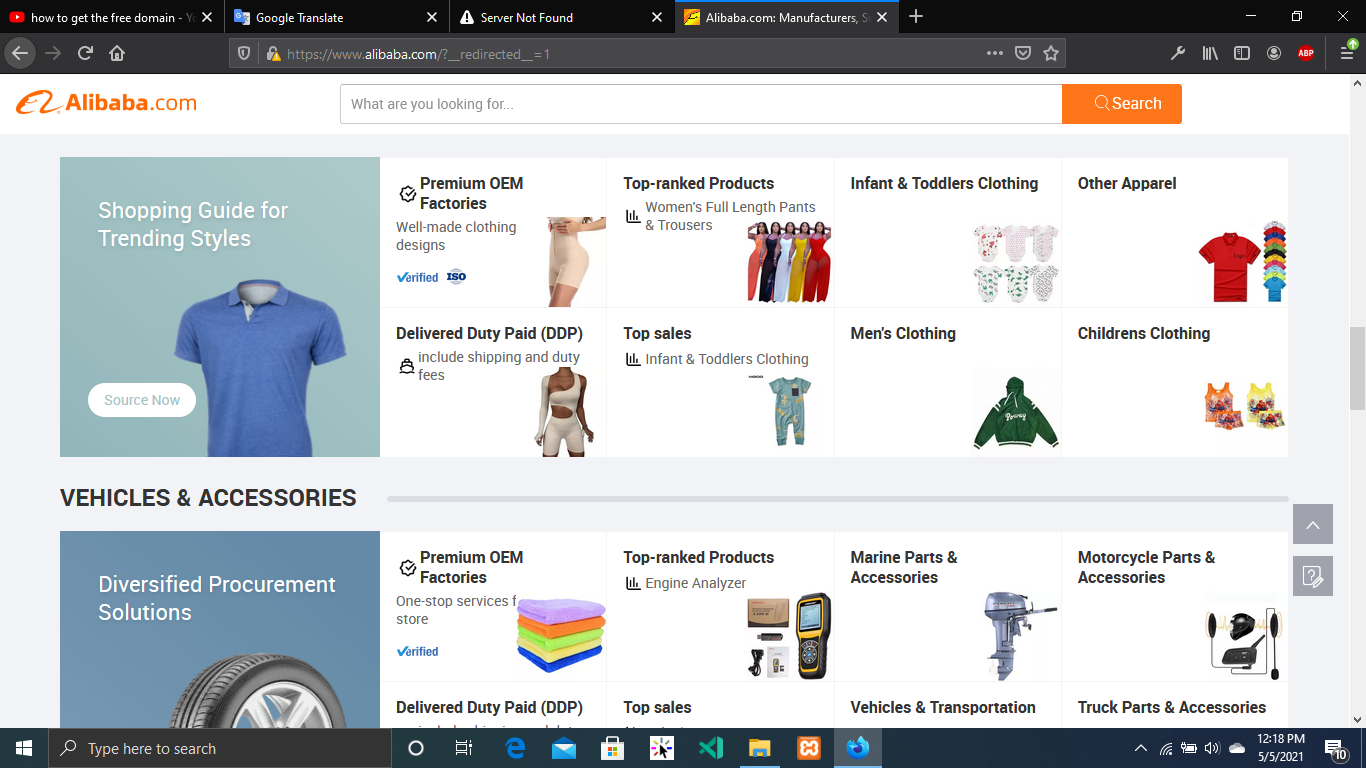 how to get the free domain - Yo
Google Translate
Server Not Found
Alibaba.com: Manufacturers, S
https://www.alibaba.com/?__redirected__=1
ABP
Alibaba.com
What are you looking for...
Search
Shopping Guide for
Trending Styles
Source Now
Premium OEM
Factories
Well-made clothing
designs
Verified ISO
Top-ranked Products
Women's Full Length Pants
& Trousers
Infant & Toddlers Clothing
Other Apparel
Delivered Duty Paid (DDP)
include shipping and duty
fees
Top sales
Infant & Toddlers Clothing
Men's Clothing
Childrens Clothing
VEHICLES & ACCESSORIES
Diversified Procurement
Solutions
Premium OEM
Factories
One-stop services f
store
Verified
Top-ranked Products
Engine Analyzer
Marine Parts &
Accessories
Motorcycle Parts &
Accessories
Delivered Duty Paid (DDP)
Top sales
Vehicles & Transportation
Truck Parts & Accessories
Type here to search
12:18 PM
5/5/2021
10